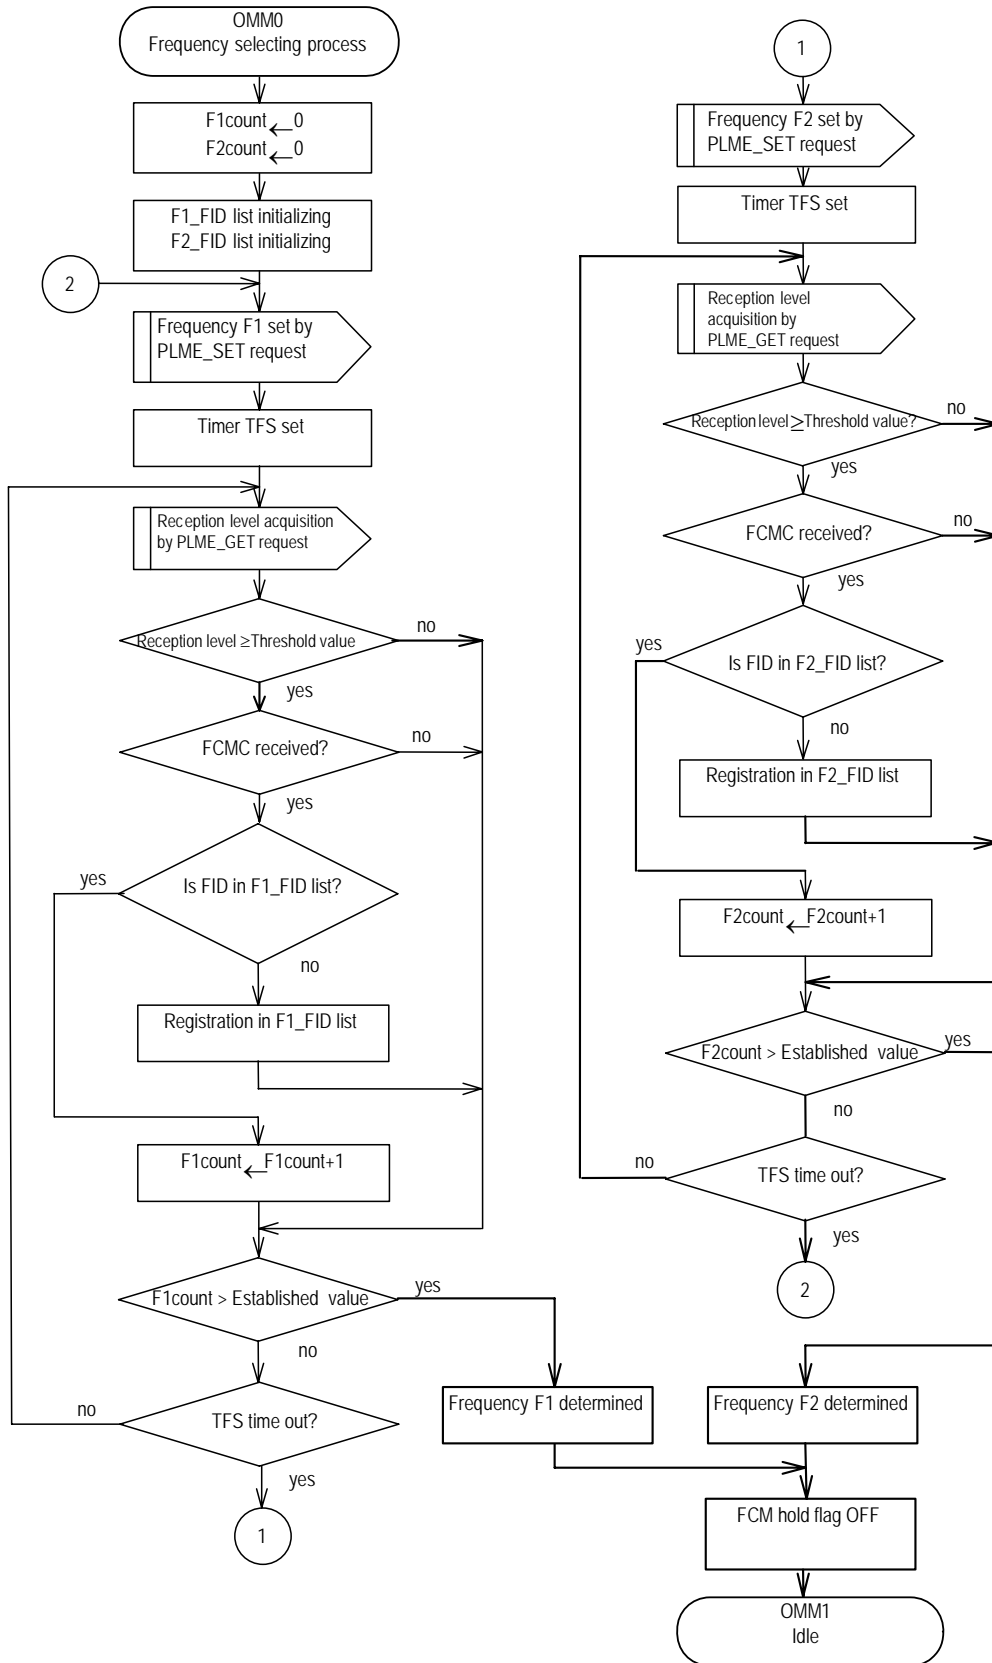 OMM0
Frequency selecting process
F1count ← 0
F2count ← 0
F1_FID list initializing
F2_FID list initializing
2
Frequency F1 set by
PLME_SET request
Timer TFS set
Reception level acquisition
by PLME_GET request
Reception level ≥Threshold value
no
yes
FCMC received?
no
yes
Is FID in F1_FID list?
yes
no
Registration in F1_FID list
F1count ← F1count+1
F1count > Established value
yes
no
TFS time out?
no
yes
1
1
Frequency F2 set by
PLME_SET request
Timer TFS set
Reception level
acquisition by
PLME_GET request
Reception level ≥Threshold value?
no
yes
FCMC received?
no
yes
Is FID in F2_FID list?
yes
no
Registration in F2_FID list
F2count ← F2count+1
F2count > Established value
yes
no
TFS time out?
no
yes
2
Frequency F1 determined
Frequency F2 determined
FCM hold flag OFF
OMM1
Idle